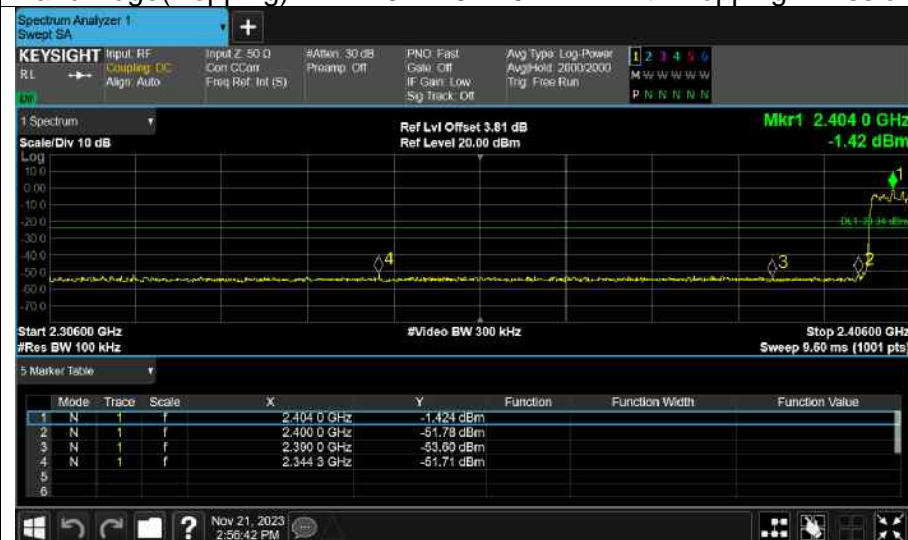 Spectrum Analyzer 1
Swept SA
+
KEYSIGHT
RL
Input: RF
Coupling: DC
Align: Auto
Input Z: 50 Ω
Corr CCorr
Freq Ref: Int (S)
#Atten: 30 dB
Preamp: Off
PNO: Fast
Gate: Off
IF Gain: Low
Sig Track: Off
Avg Type: Log-Power
Avg|Hold: 2000/2000
Trig: Free Run
1 2 3 4 5 6
M W W W W W
P N N N N N
1 Spectrum
Scale/Div 10 dB
Ref Lvl Offset 3.81 dB
Ref Level 20.00 dBm
Mkr1 2.404 0 GHz
-1.42 dBm
Log
10.0
0.00
-10.0
-20.0
-30.0
-40.0
-50.0
-60.0
-70.0
1
2
3
4
Start 2.30600 GHz
#Res BW 100 kHz
#Video BW 300 kHz
Stop 2.40600 GHz
Sweep 9.60 ms (1001 pts)
5 Marker Table
Mode Trace Scale X Y Function Function Width Function Value
1 N 1 f 2.404 0 GHz -1.424 dBm
2 N 1 f 2.400 0 GHz -51.78 dBm
3 N 1 f 2.390 0 GHz -53.60 dBm
4 N 1 f 2.344 3 GHz -51.71 dBm
5
6
?
Nov 21, 2023
2:56:42 PM